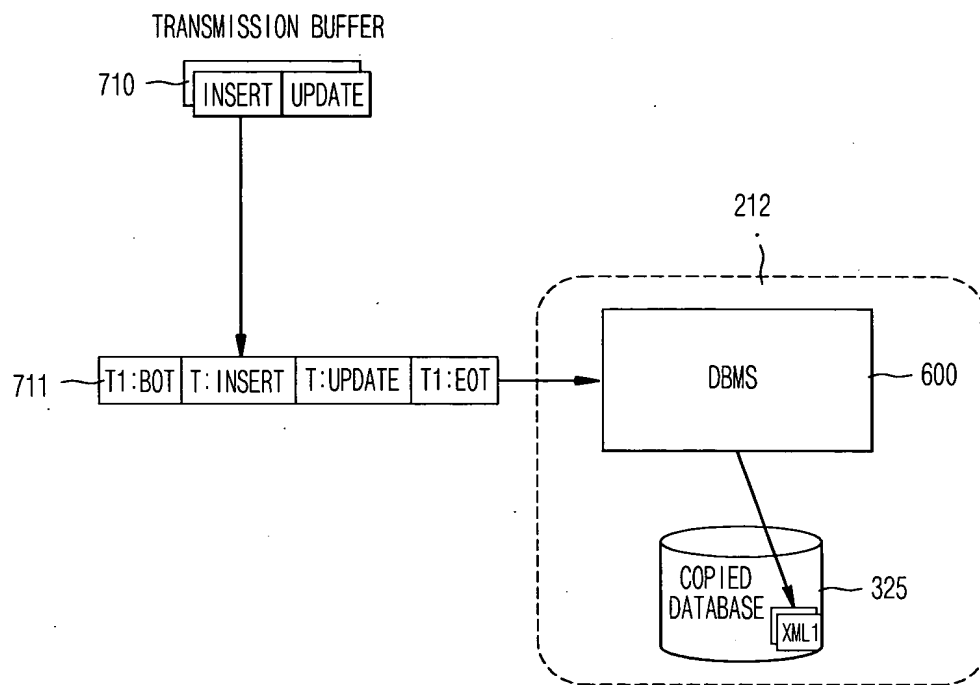 TRANSMISSION BUFFER
710
INSERT UPDATE
212
711 T1:BOT T:INSERT T:UPDATE T1:EOT
DBMS
600
COPIED
DATABASE
325
XML1